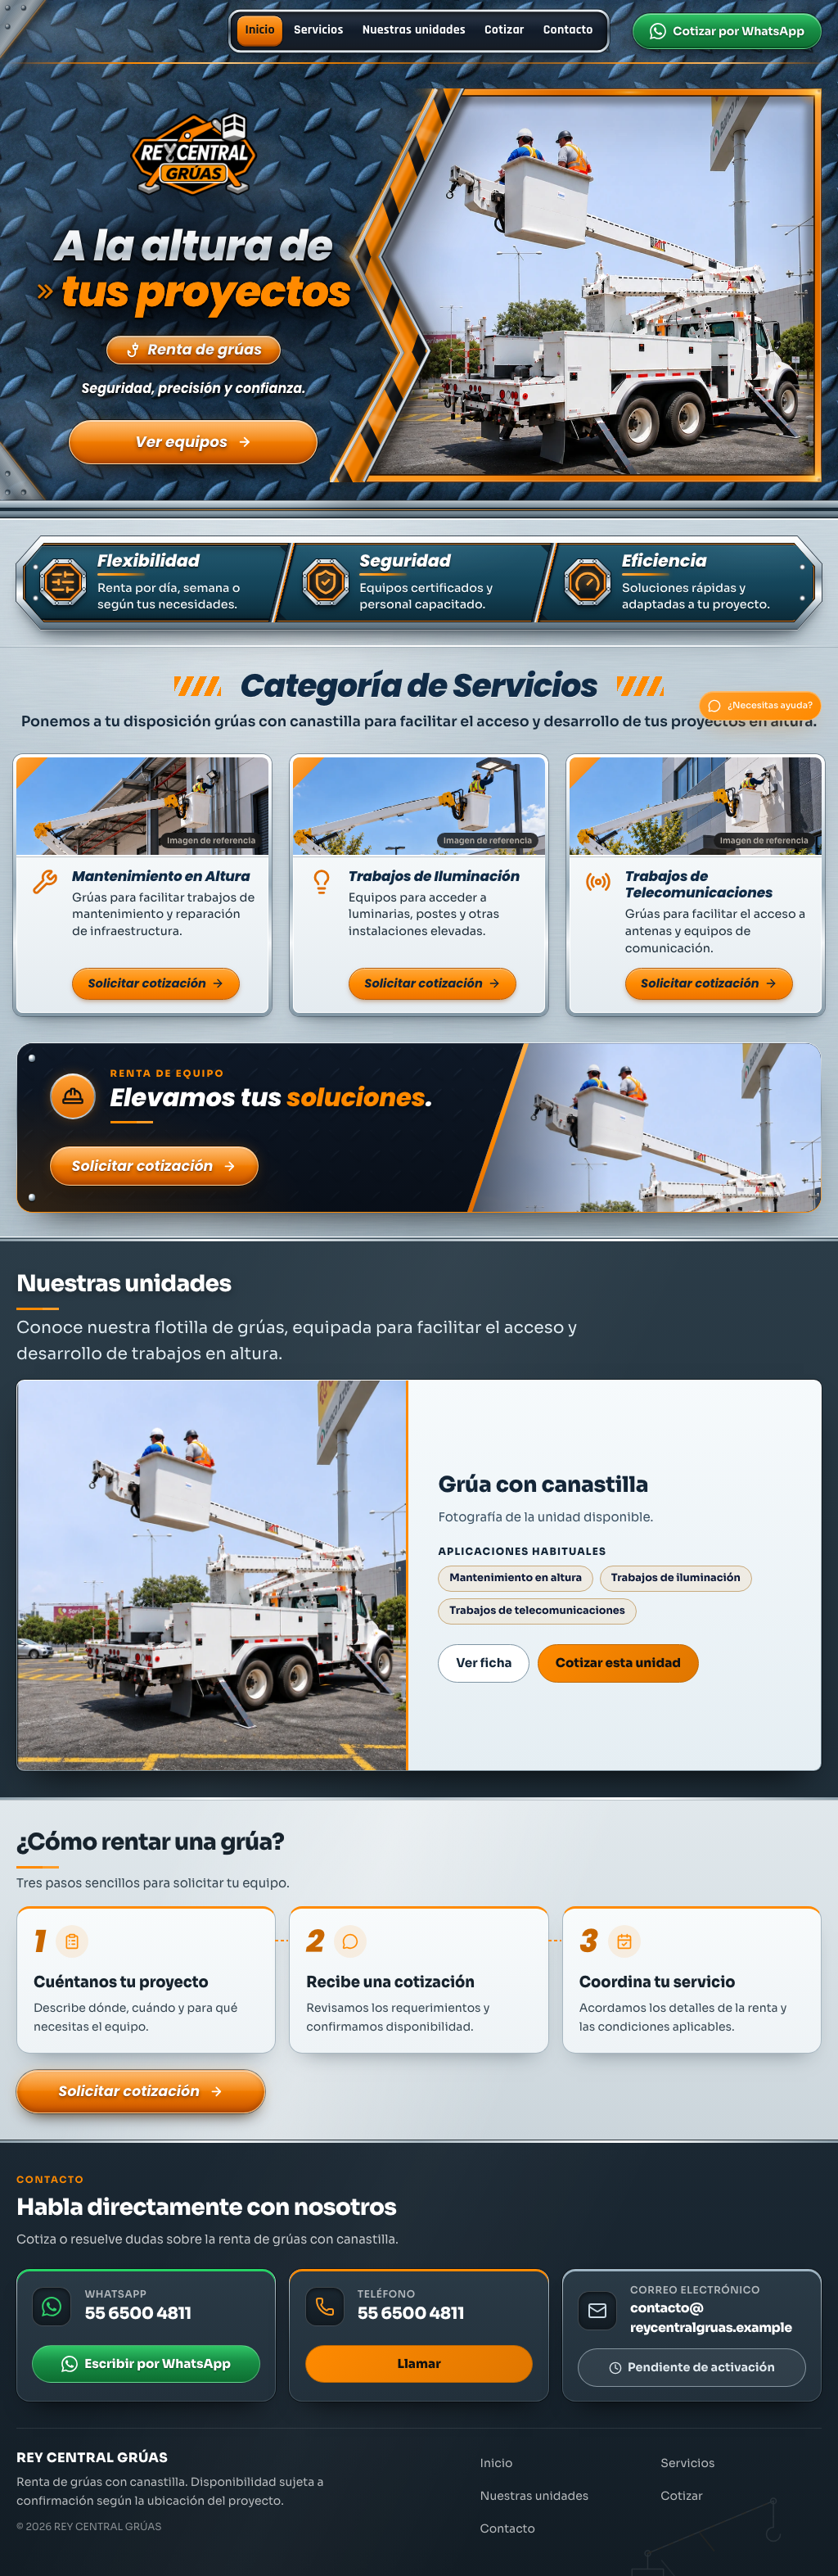 Inicio Servicios Nuestras unidades Cotizar Contacto
Cotizar por WhatsApp
REY CENTRAL
GRÚAS
A la altura de
» tus proyectos
Renta de grúas
Seguridad, precisión y confianza.
Ver equipos →
Flexibilidad
Renta por día, semana o
según tus necesidades.
Seguridad
Equipos certificados y
personal capacitado.
Eficiencia
Soluciones rápidas y
adaptadas a tu proyecto.
Categoría de Servicios
¿Necesitas ayuda?
Ponemos a tu disposición grúas con canastilla para facilitar el acceso y desarrollo de tus proyectos en altura.
Imagen de referencia
Mantenimiento en Altura
Grúas para facilitar trabajos de
mantenimiento y reparación
de infraestructura.
Solicitar cotización →
Imagen de referencia
Trabajos de Iluminación
Equipos para acceder a
luminarias, postes y otras
instalaciones elevadas.
Solicitar cotización →
Imagen de referencia
Trabajos de
Telecomunicaciones
Grúas para facilitar el acceso a
antenas y equipos de
comunicación.
Solicitar cotización →
RENTA DE EQUIPO
Elevamos tus soluciones.
Solicitar cotización →
Nuestras unidades
Conoce nuestra flotilla de grúas, equipada para facilitar el acceso y
desarrollo de trabajos en altura.
Grúa con canastilla
Fotografía de la unidad disponible.
APLICACIONES HABITUALES
Mantenimiento en altura
Trabajos de iluminación
Trabajos de telecomunicaciones
Ver ficha
Cotizar esta unidad
¿Cómo rentar una grúa?
Tres pasos sencillos para solicitar tu equipo.
1
Cuéntanos tu proyecto
Describe dónde, cuándo y para qué
necesitas el equipo.
2
Recibe una cotización
Revisamos los requerimientos y
confirmamos disponibilidad.
3
Coordina tu servicio
Acordamos los detalles de la renta y
las condiciones aplicables.
Solicitar cotización →
CONTACTO
Habla directamente con nosotros
Cotiza o resuelve dudas sobre la renta de grúas con canastilla.
WHATSAPP
55 6500 4811
Escribir por WhatsApp
TELÉFONO
55 6500 4811
Llamar
CORREO ELECTRÓNICO
contacto@
reycentralgruas.example
Pendiente de activación
REY CENTRAL GRÚAS
Renta de grúas con canastilla. Disponibilidad sujeta a
confirmación según la ubicación del proyecto.
© 2026 REY CENTRAL GRÚAS
Inicio
Servicios
Nuestras unidades
Cotizar
Contacto